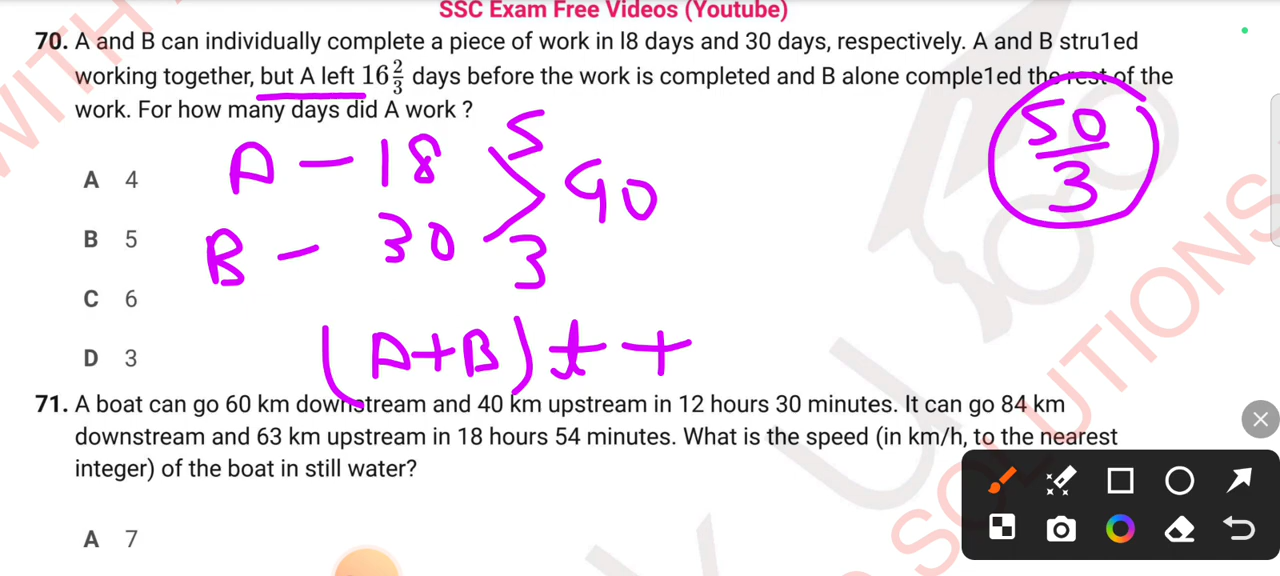 SSC Exam Free Videos (Youtube)
70. A and B can individually complete a piece of work in l8 days and 30 days, respectively. A and B stru1ed
working together, but A left 16 2/3 days before the work is completed and B alone comple1ed the rest of the
work. For how many days did A work ?
50/3
A 4
A - 18 5
90
B 5
B - 30 3
C 6
D 3
(A+B) t +
71. A boat can go 60 km downstream and 40 km upstream in 12 hours 30 minutes. It can go 84 km
downstream and 63 km upstream in 18 hours 54 minutes. What is the speed (in km/h, to the nearest
integer) of the boat in still water?
A 7
WITH
SOLUTIONS